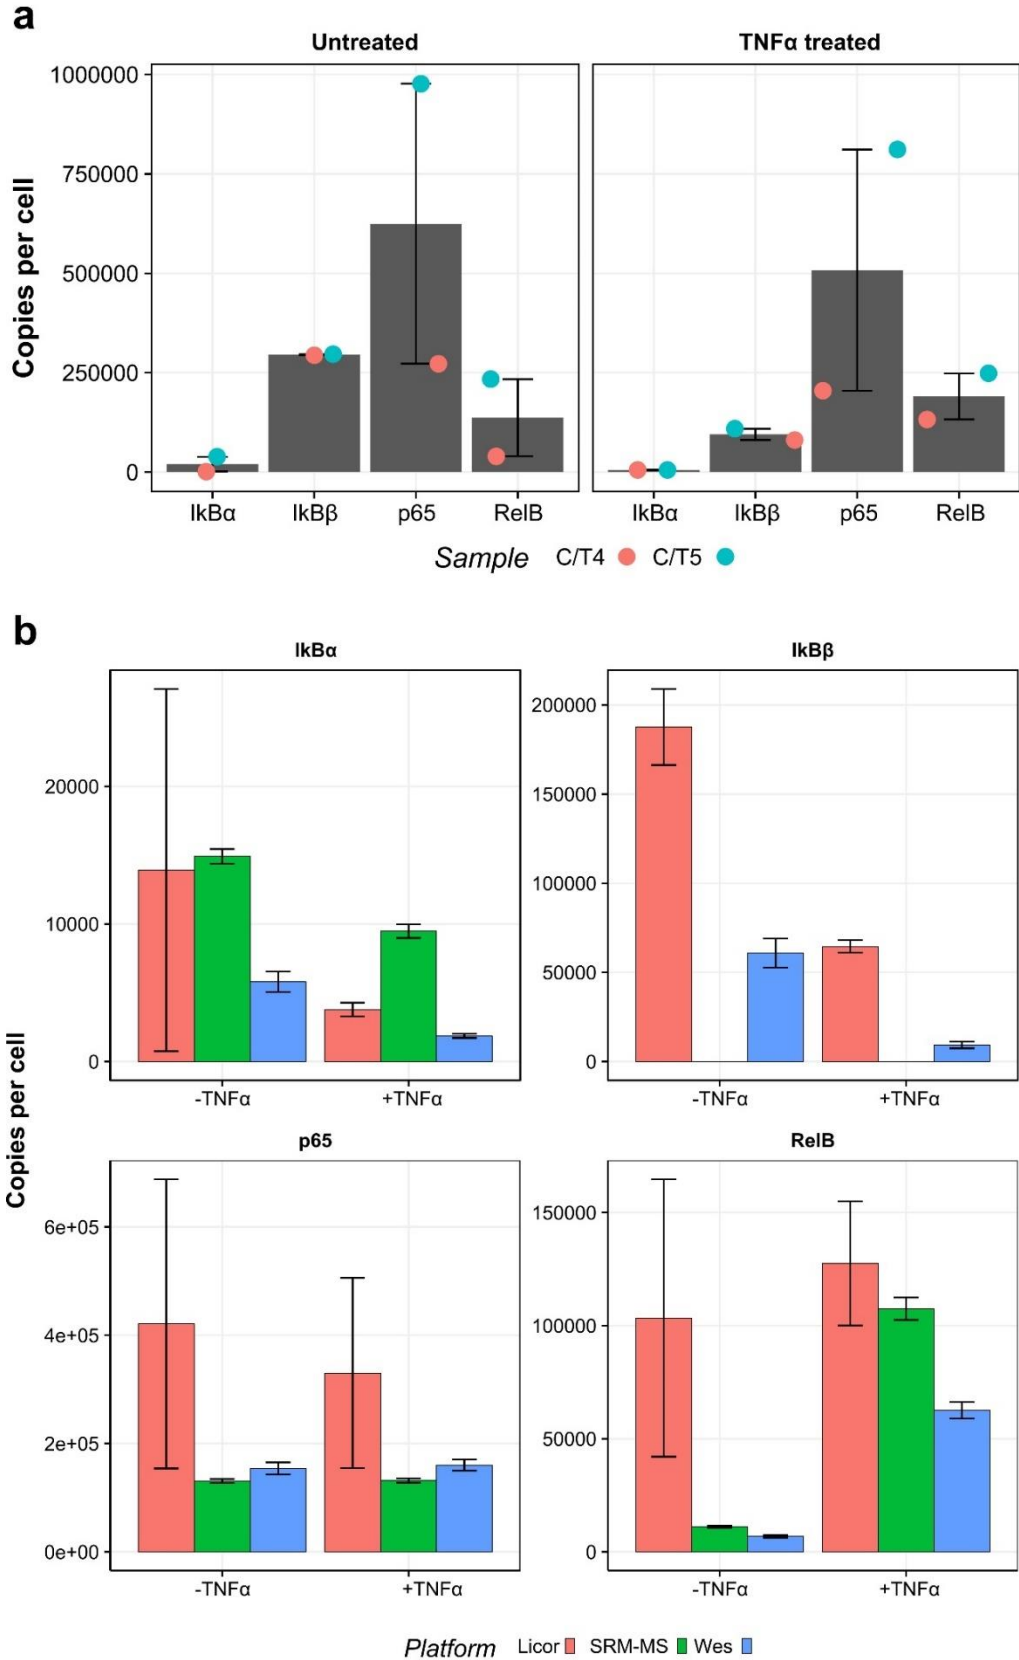 a
Untreated
TNFα treated
Copies per cell
1000000
750000
500000
250000
0
IkBα IkBβ p65 RelB
IkBα IkBβ p65 RelB
Sample C/T4 C/T5
b
Copies per cell
IkBα
20000
10000
0
-TNFα +TNFα
IkBβ
200000
150000
100000
50000
0
-TNFα +TNFα
p65
6e+05
4e+05
2e+05
0e+00
-TNFα +TNFα
RelB
150000
100000
50000
0
-TNFα +TNFα
Platform Licor SRM-MS Wes